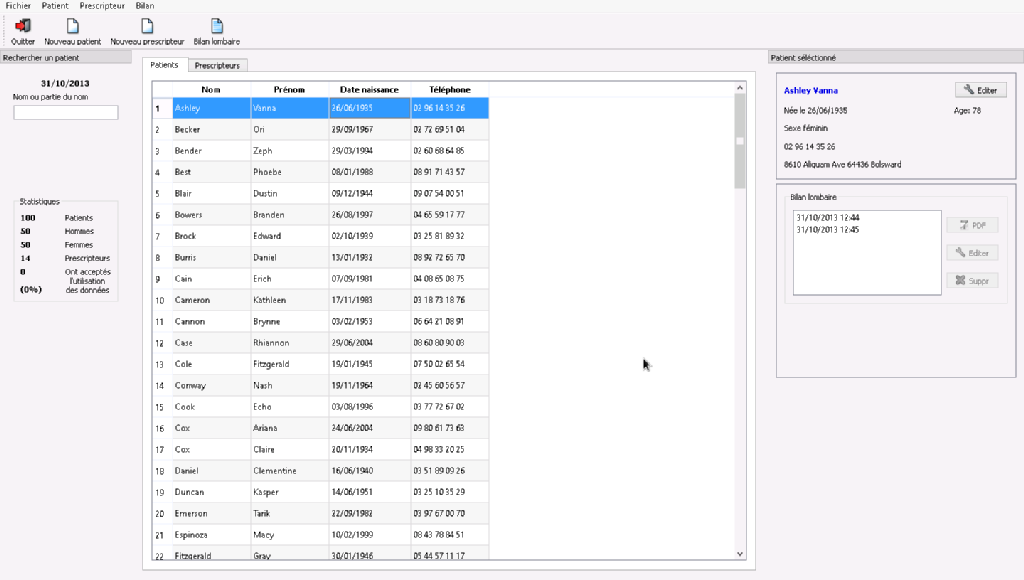 Fichier Patient Prescripteur Bilan
Quitter Nouveau patient Nouveau prescripteur Bilan lombaire
Rechercher un patient
31/10/2013
Nom ou partie du nom
Statistiques
100 Patients
50 Hommes
50 Femmes
14 Prescripteurs
0 Ont acceptés
(0%) l'utilisation
des données
Patients Prescripteurs
Nom Prénom Date naissance Téléphone
1 Ashley Vanna 26/06/1935 02 96 14 35 26
2 Becker Ori 29/09/1967 02 72 69 51 04
3 Bender Zeph 29/03/1994 02 60 68 64 85
4 Best Phoebe 08/01/1988 08 91 71 43 57
5 Blair Dustin 09/12/1944 09 07 54 00 51
6 Bowers Branden 26/08/1997 04 65 59 17 77
7 Brock Edward 02/10/1939 03 25 81 89 32
8 Burris Daniel 13/01/1982 08 92 72 65 70
9 Cain Erich 07/09/1981 04 08 65 08 75
10 Cameron Kathleen 17/11/1983 03 18 73 18 76
11 Cannon Brynne 03/02/1953 06 64 21 08 91
12 Case Rhiannon 29/06/2004 08 60 80 90 03
13 Cole Fitzgerald 19/01/1945 07 50 02 65 54
14 Conway Nash 19/11/1964 02 45 60 56 57
15 Cook Echo 03/08/1996 03 77 72 67 02
16 Cox Ariana 24/06/2004 09 80 61 73 63
17 Cox Claire 20/11/1984 04 98 33 20 25
18 Daniel Clementine 16/06/1940 03 51 89 09 26
19 Duncan Kasper 14/06/1951 03 25 10 35 29
20 Emerson Tarik 22/09/1982 03 97 67 00 70
21 Espinoza Macy 10/02/1999 08 43 78 84 51
22 Fitzgerald Gray 30/01/1946 05 44 57 11 17
Patient séléctionné
Ashley Vanna Editer
Née le 26/06/1935 Age: 78
Sexe féminin
02 96 14 35 26
8610 Aliquam Ave 64436 Bolsward
Bilan lombaire
31/10/2013 12:44
31/10/2013 12:45
PDF
Editer
Suppr